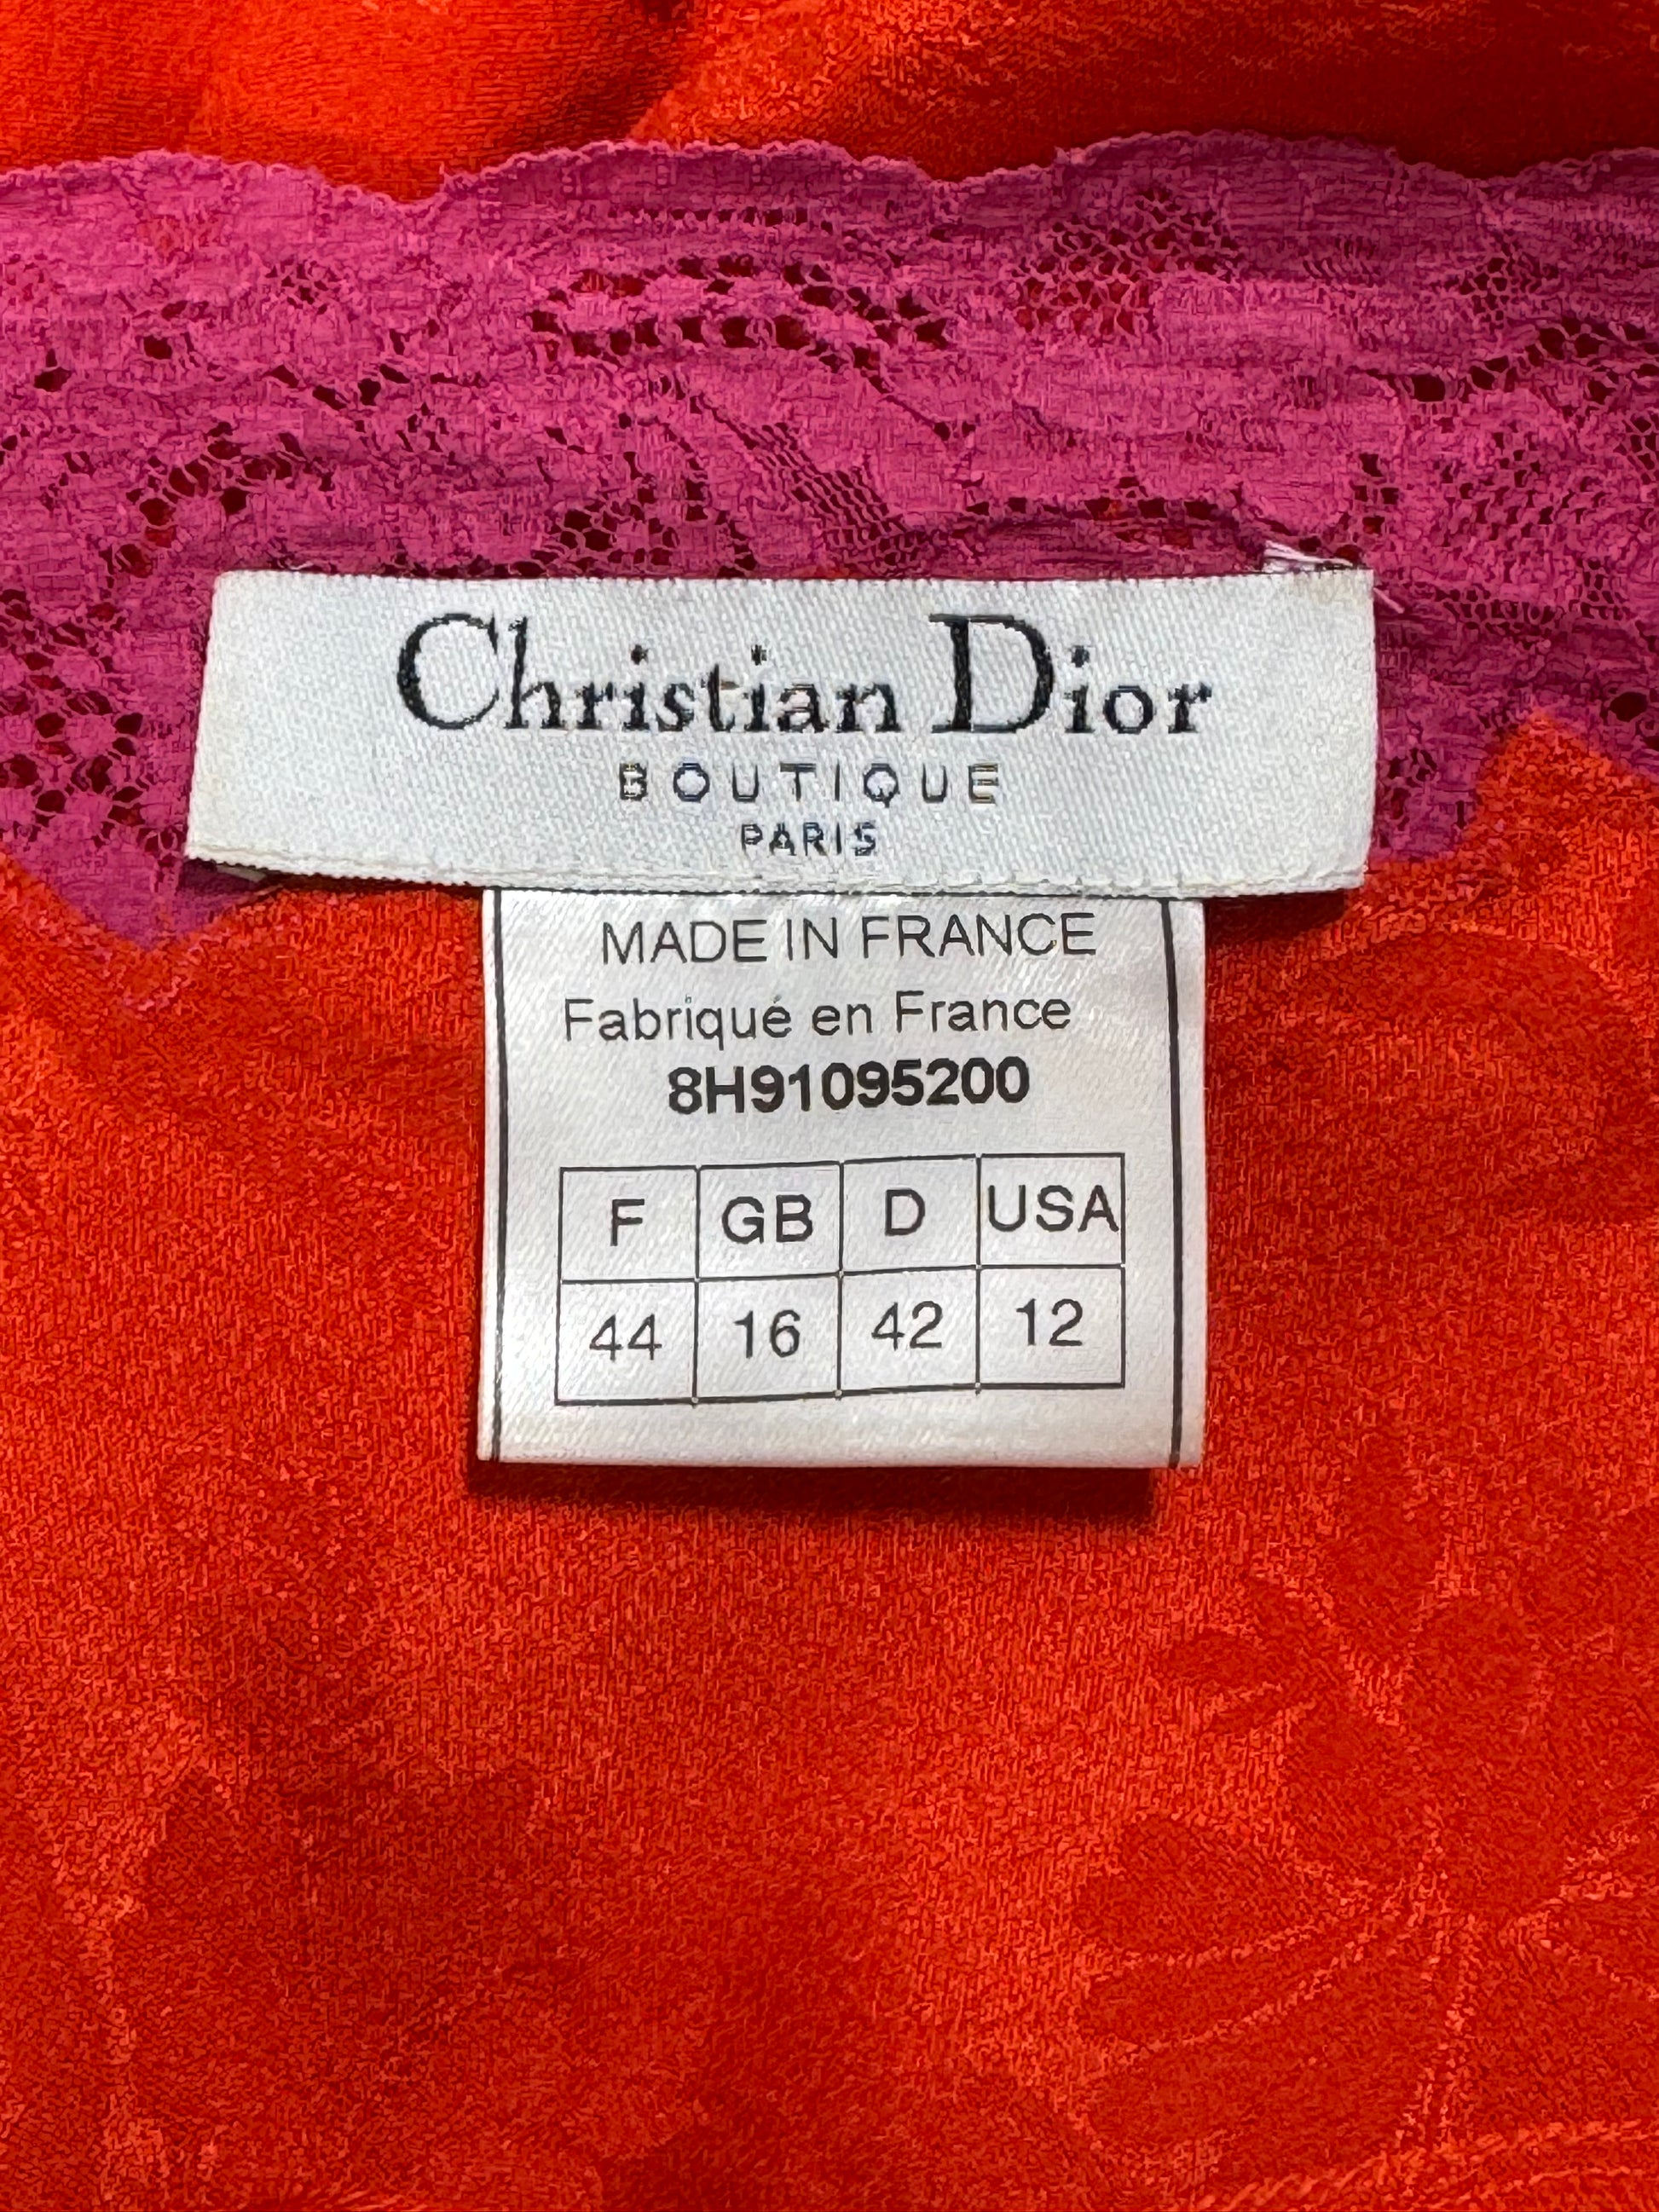 Christian Dior
BOUTIQUE
PARIS
MADE IN FRANCE
Fabriqué en France
8H91095200
F GB D USA
44 16 42 12